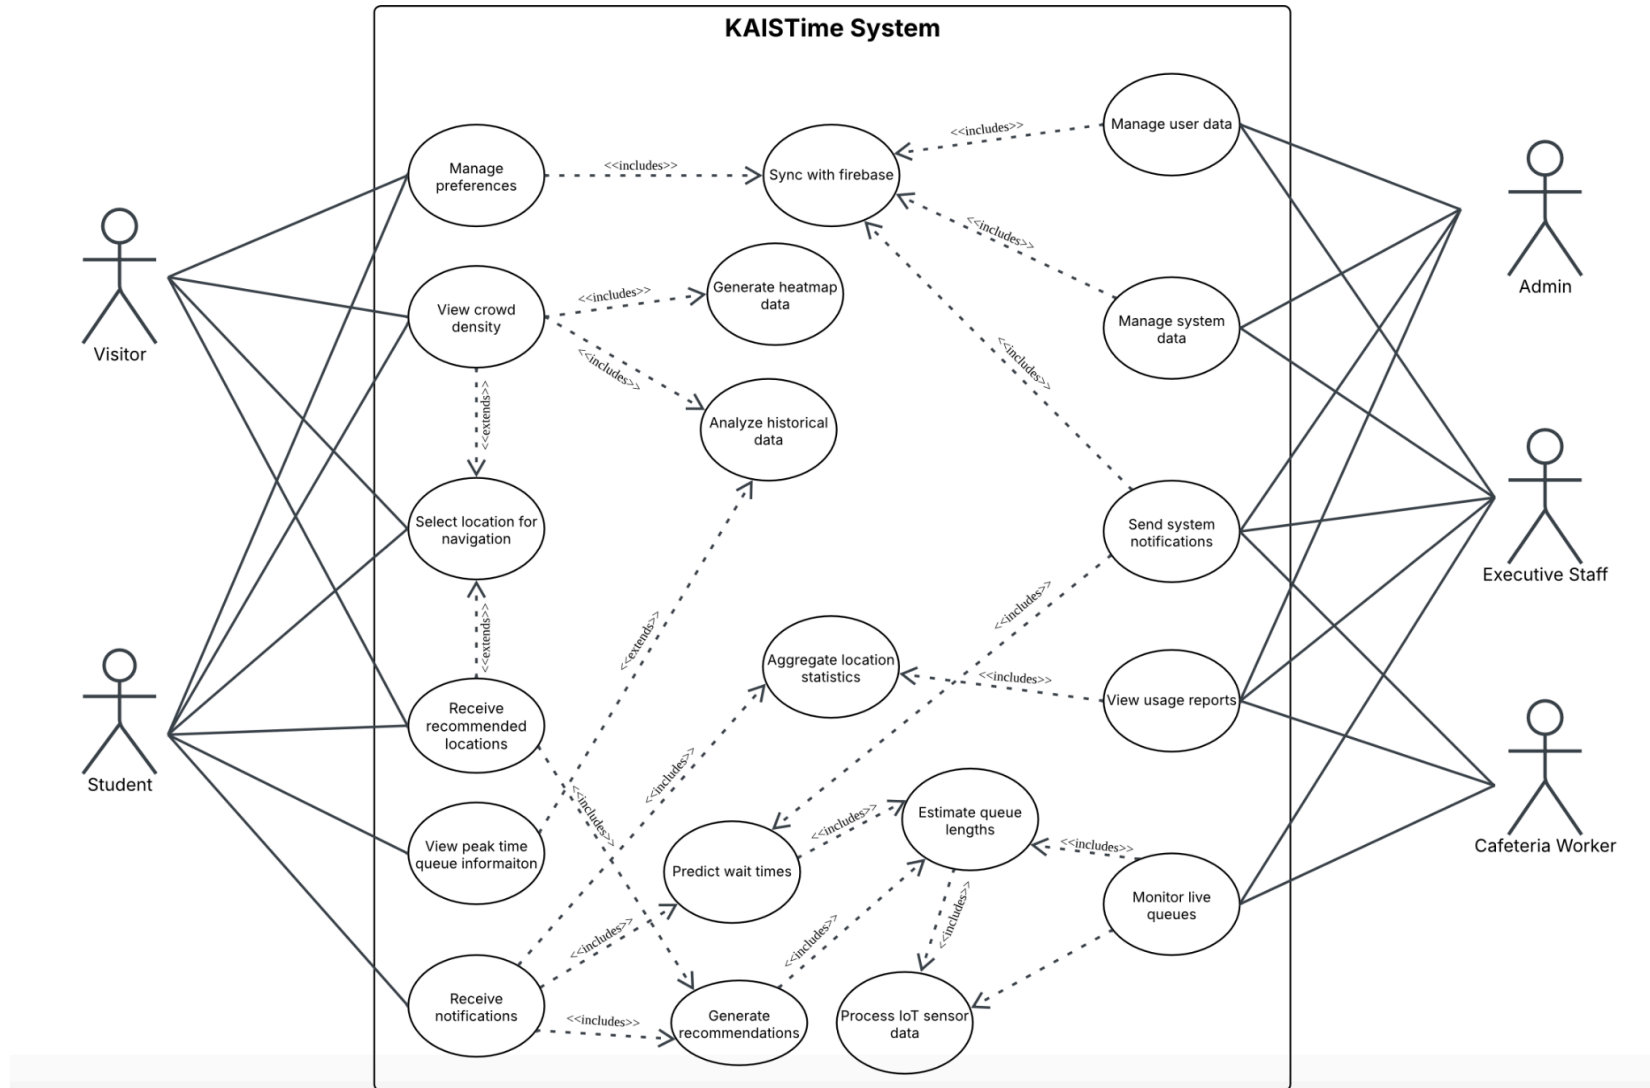 KAISTime System
Visitor
Student
Manage
preferences
<<includes>>
Sync with firebase
<<includes>>
Manage user data
View crowd
density
<<includes>>
Generate heatmap
data
<<includes>>
Analyze historical
data
<<includes>>
Manage system
data
<<includes>>
<<extends>>
Select location for
navigation
<<extends>>
Receive
recommended
locations
<<includes>>
<<extends>>
Send system
notifications
<<includes>>
Aggregate location
statistics
<<includes>>
View usage reports
View peak time
queue informaiton
<<includes>>
Predict wait times
<<includes>>
Estimate queue
lengths
<<includes>>
Monitor live
queues
Receive
notifications
<<includes>>
<<includes>>
Generate
recommendations
<<includes>>
<<includes>>
Process IoT sensor
data
Admin
Executive Staff
Cafeteria Worker